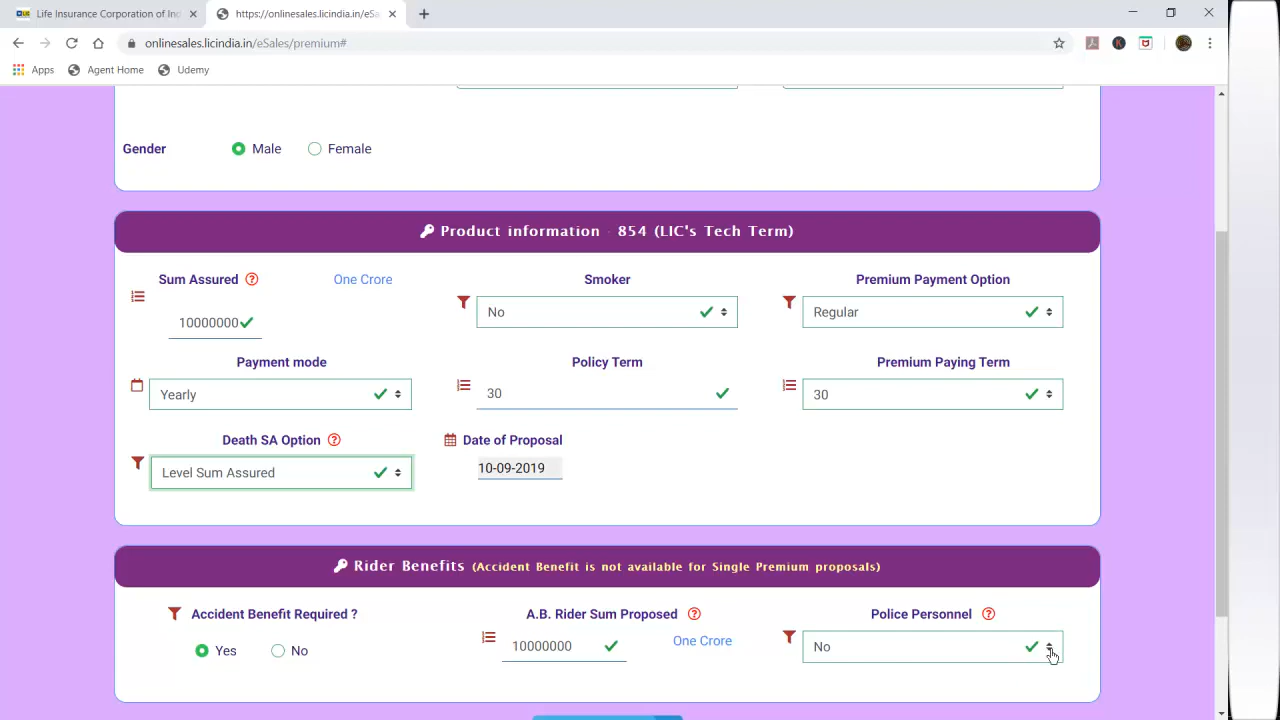 Life Insurance Corporation of Ind
https://onlinesales.licindia.in/eSa
onlinesales.licindia.in/eSales/premium#
Apps Agent Home Udemy
Gender Male Female
Product information - 854 (LIC's Tech Term)
Sum Assured ? One Crore Smoker Premium Payment Option
10000000 No Regular
Payment mode Policy Term Premium Paying Term
Yearly 30 30
Death SA Option ? Date of Proposal
Level Sum Assured 10-09-2019
Rider Benefits (Accident Benefit is not available for Single Premium proposals)
Accident Benefit Required ? A.B. Rider Sum Proposed ? Police Personnel ?
Yes No 10000000 One Crore No